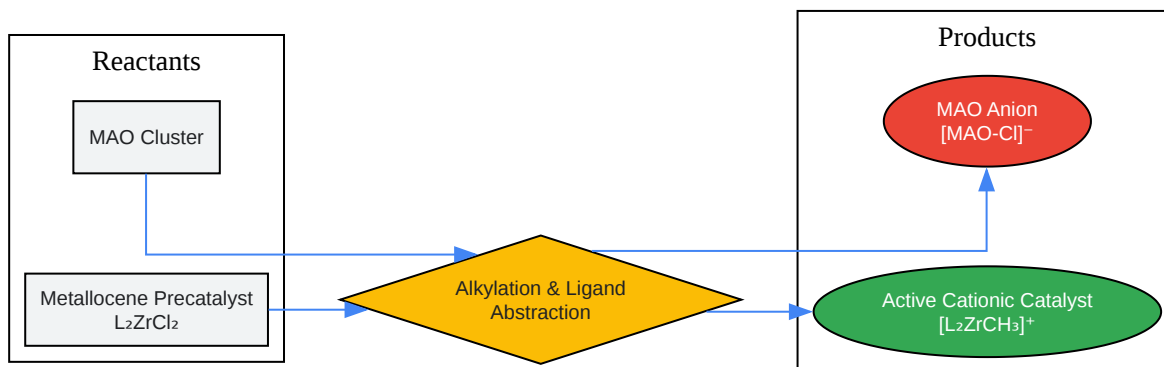 Reactants
MAO Cluster
Metallocene Precatalyst
L₂ZrCl₂
Alkylation & Ligand
Abstraction
Products
MAO Anion
[MAO-Cl]⁻
Active Cationic Catalyst
[L₂ZrCH₃]⁺